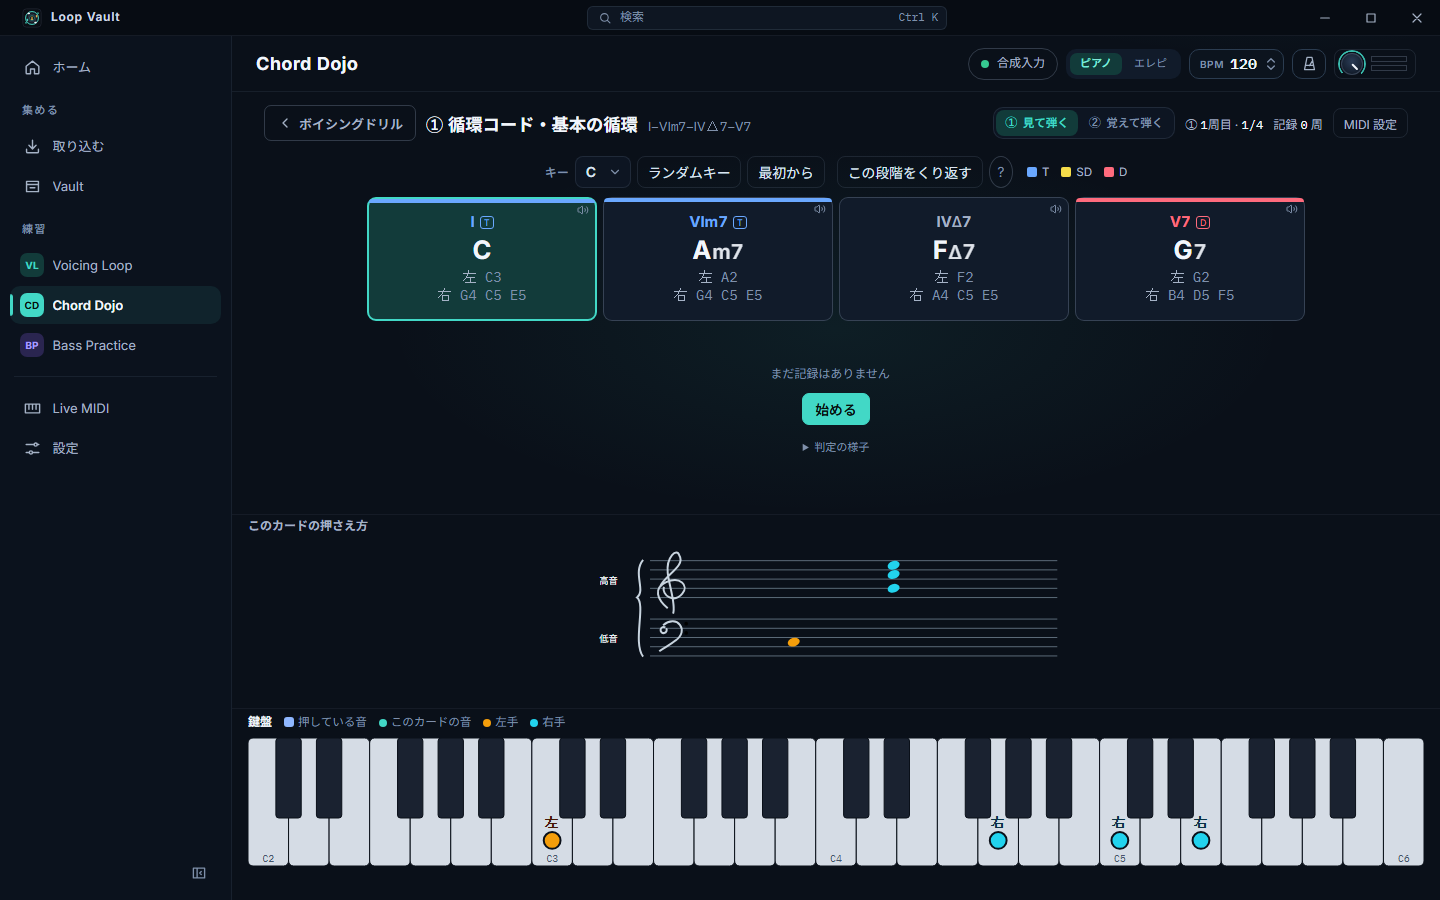 Loop Vault
検索 Ctrl K
ホーム
集める
取り込む
Vault
練習
VL Voicing Loop
CD Chord Dojo
BP Bass Practice
Live MIDI
設定
Chord Dojo
合成入力
ピアノ エレピ
BPM 120
ボイシングドリル
① 循環コード・基本の循環 I–VIm7–IV△7–V7
① 見て弾く ② 覚えて弾く
① 1周目 · 1/4 記録 0 周
MIDI 設定
キー C ランダムキー 最初から この段階をくり返す ? T SD D
I T
C
左 C3
右 G4 C5 E5
VIm7 T
Am7
左 A2
右 G4 C5 E5
IVΔ7
FΔ7
左 F2
右 A4 C5 E5
V7 D
G7
左 G2
右 B4 D5 F5
まだ記録はありません
始める
▶ 判定の様子
このカードの押さえ方
高音
低音
鍵盤 押している音 このカードの音 左手 右手
左 右 右 右
C2 C3 C4 C5 C6